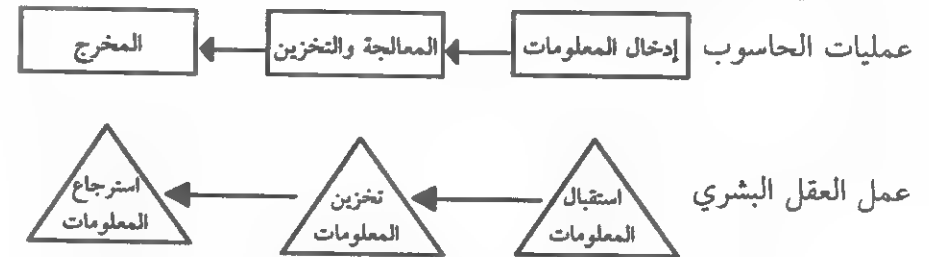 عمليات الحاسوب إدخال المعلومات المعالجة والتخزين المخرج
عمل العقل البشري استقبال المعلومات تخزين المعلومات استرجاع المعلومات